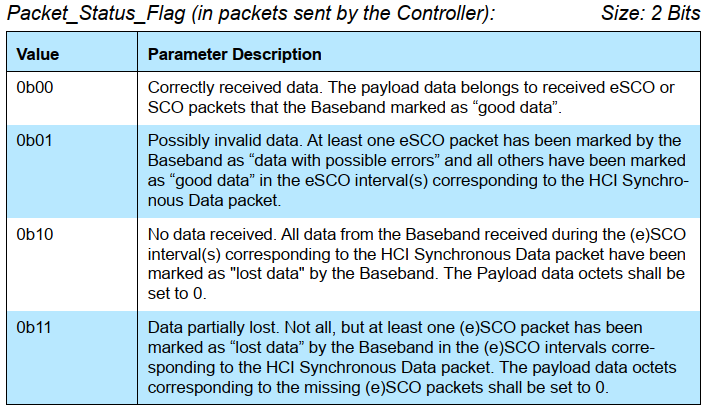 Packet_Status_Flag (in packets sent by the Controller): Size: 2 Bits
Value Parameter Description
0b00 Correctly received data. The payload data belongs to received eSCO or
SCO packets that the Baseband marked as “good data”.
0b01 Possibly invalid data. At least one eSCO packet has been marked by the
Baseband as “data with possible errors” and all others have been marked
as “good data” in the eSCO interval(s) corresponding to the HCI Synchro-
nous Data packet.
0b10 No data received. All data from the Baseband received during the (e)SCO
interval(s) corresponding to the HCI Synchronous Data packet have been
marked as "lost data" by the Baseband. The Payload data octets shall be
set to 0.
0b11 Data partially lost. Not all, but at least one (e)SCO packet has been
marked as “lost data” by the Baseband in the (e)SCO intervals corre-
sponding to the HCI Synchronous Data packet. The payload data octets
corresponding to the missing (e)SCO packets shall be set to 0.